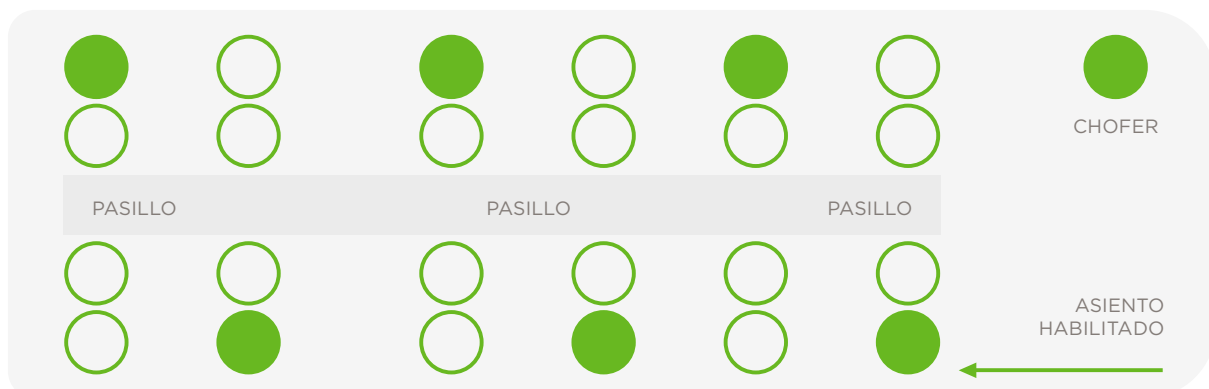 CHOFER
PASILLO
PASILLO
PASILLO
ASIENTO
HABILITADO